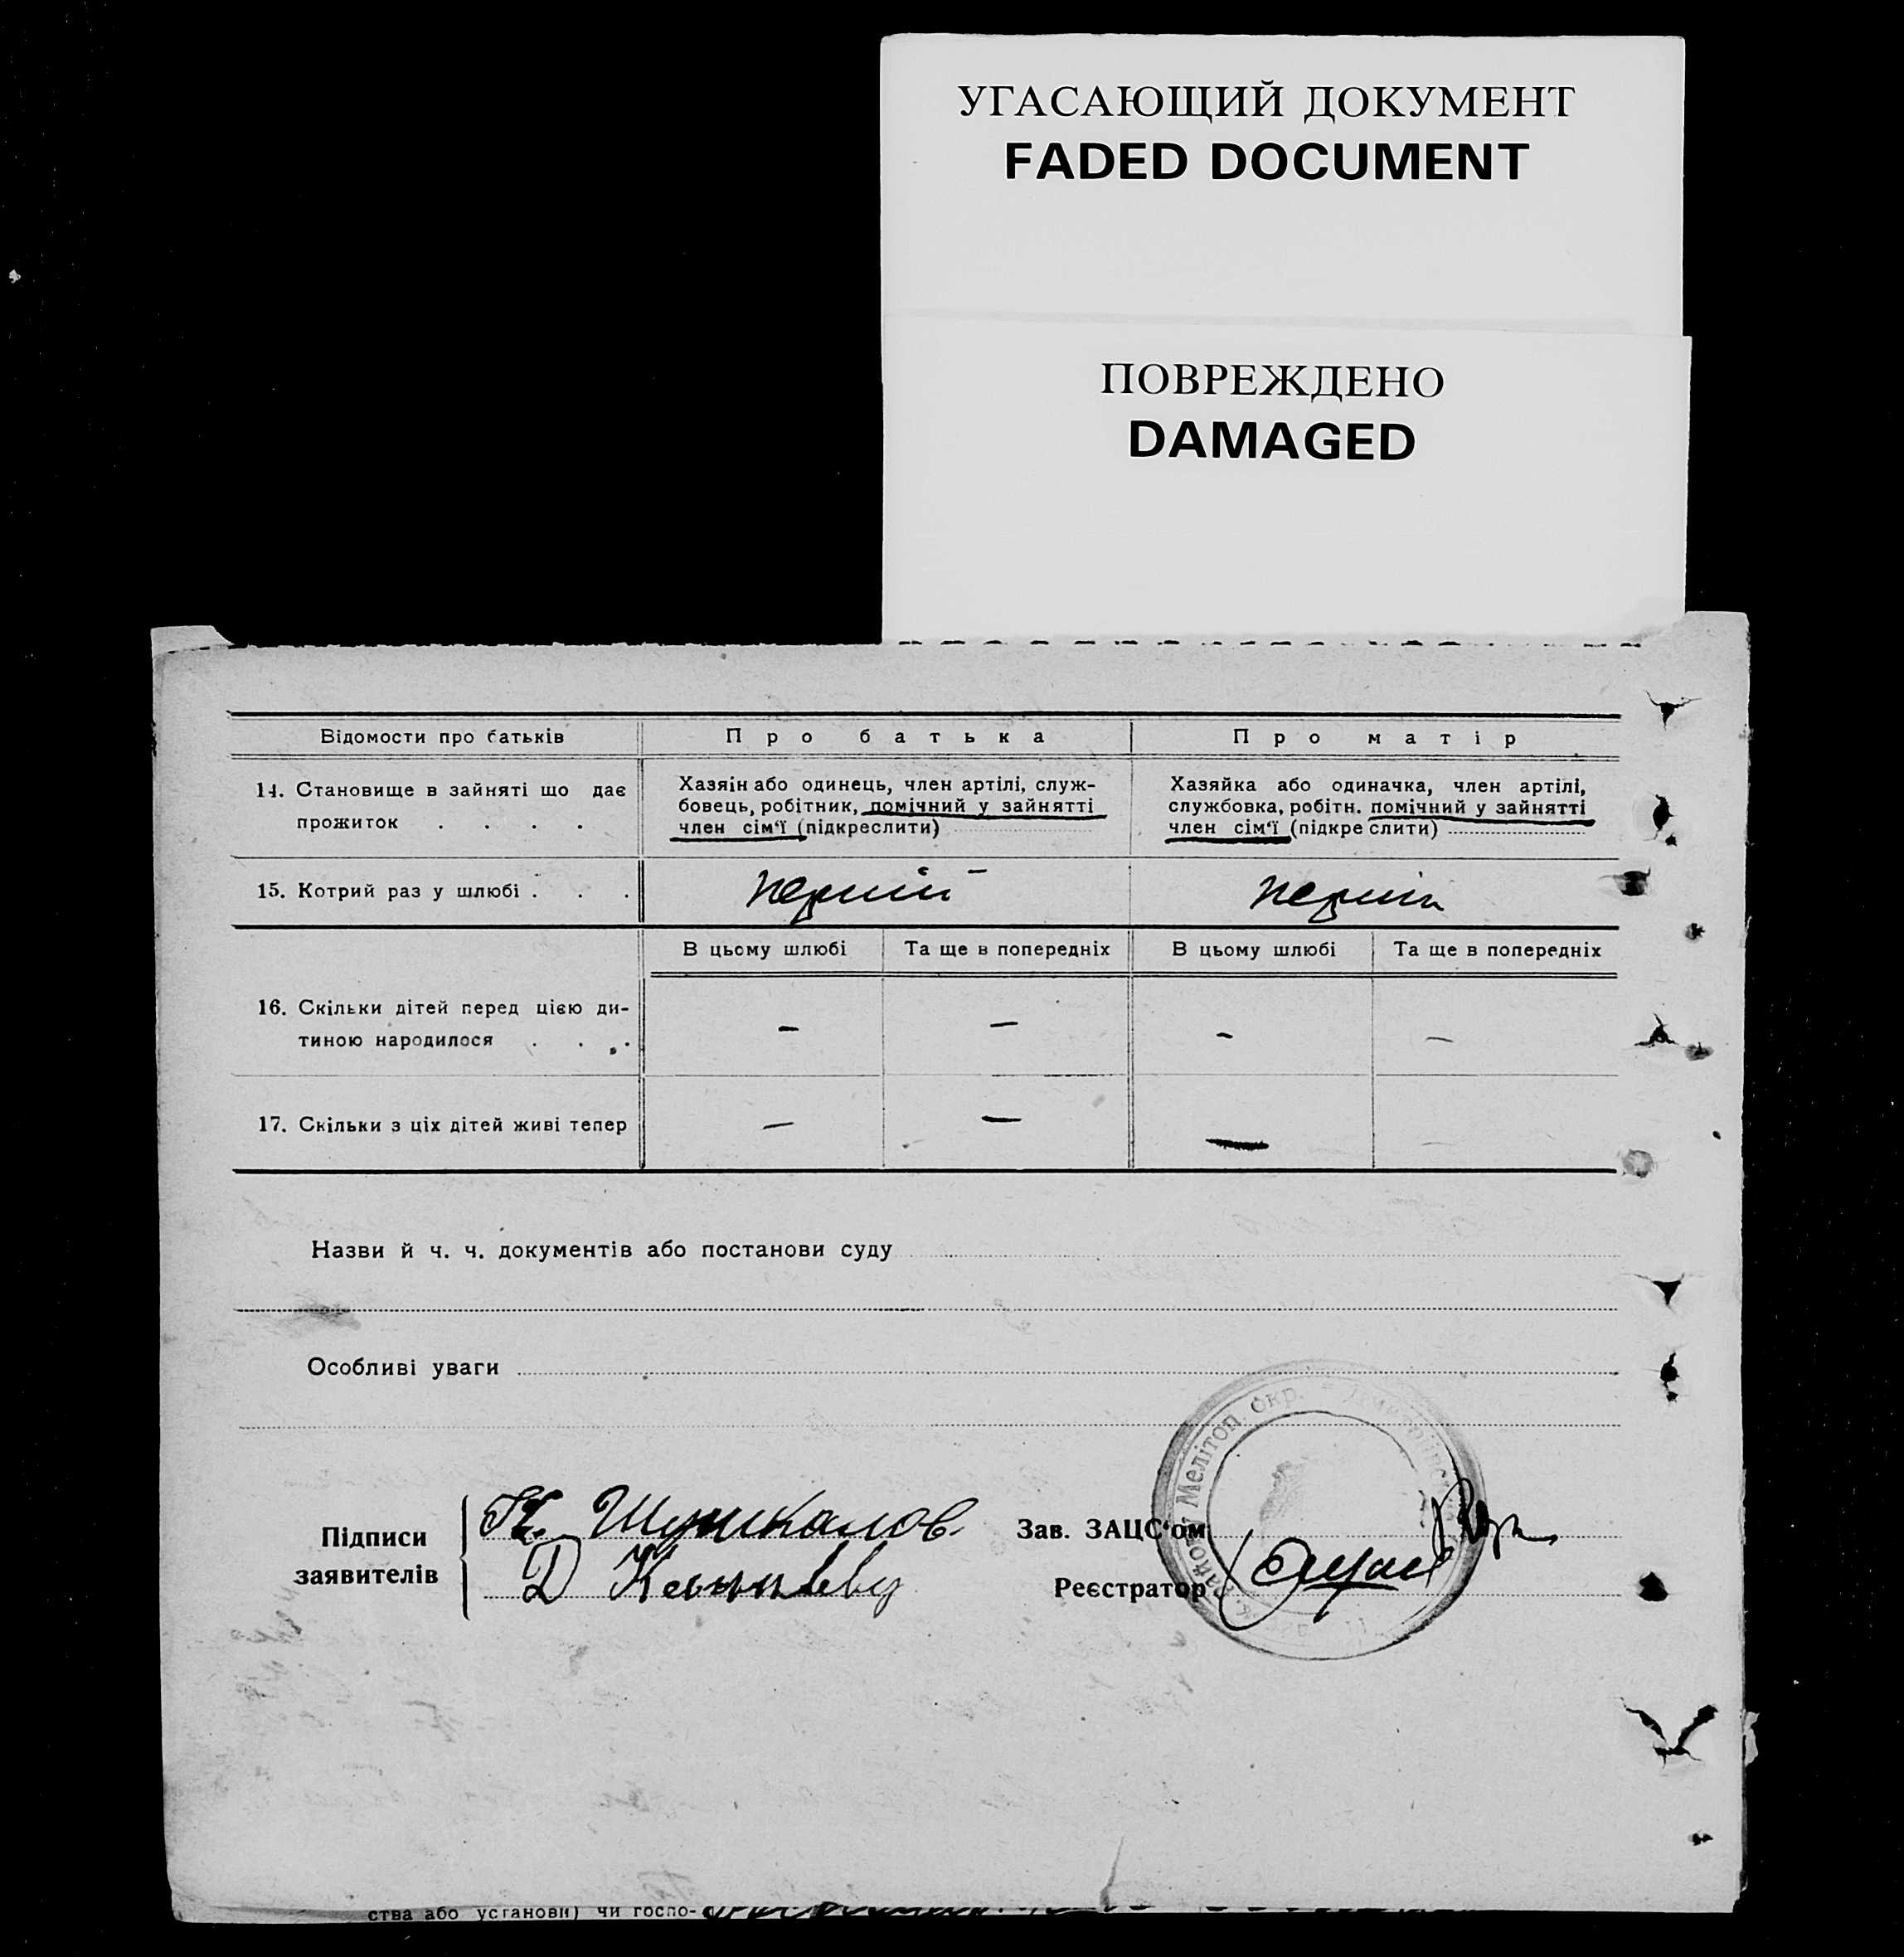 УГАСАЮЩИЙ ДОКУМЕНТ
FADED DOCUMENT
ПОВРЕЖДЕНО
DAMAGED
Відомости про батьків
Про батька
Про матір
14. Становище в зайняті що дає
прожиток . . . .
Хазяін або одинець, член артілі, служ-
бовець, робітник, помічний у зайнятті
член сім‘ї (підкреслити)
Хазяйка або одиначка, член артілі,
службовка, робітн. помічний у зайнятті
член сім‘ї (підкреслити)
15. Котрий раз у шлюбі . . .
перший
В цьому шлюбі
Та ще в попередніх
В цьому шлюбі
Та ще в попередніх
16. Скільки дітей перед цією ди-
тиною народилося . . .
— — — —
17. Скільки з ціх дітей живі тепер
— — — —
Назви й ч. ч. документів або постанови суду
Особливі уваги
Мелітоп. окр.
Підписи
заявителів
Д
Зав. ЗАЦС‘ом
Реєстратор
ства або установи) чи госпо-